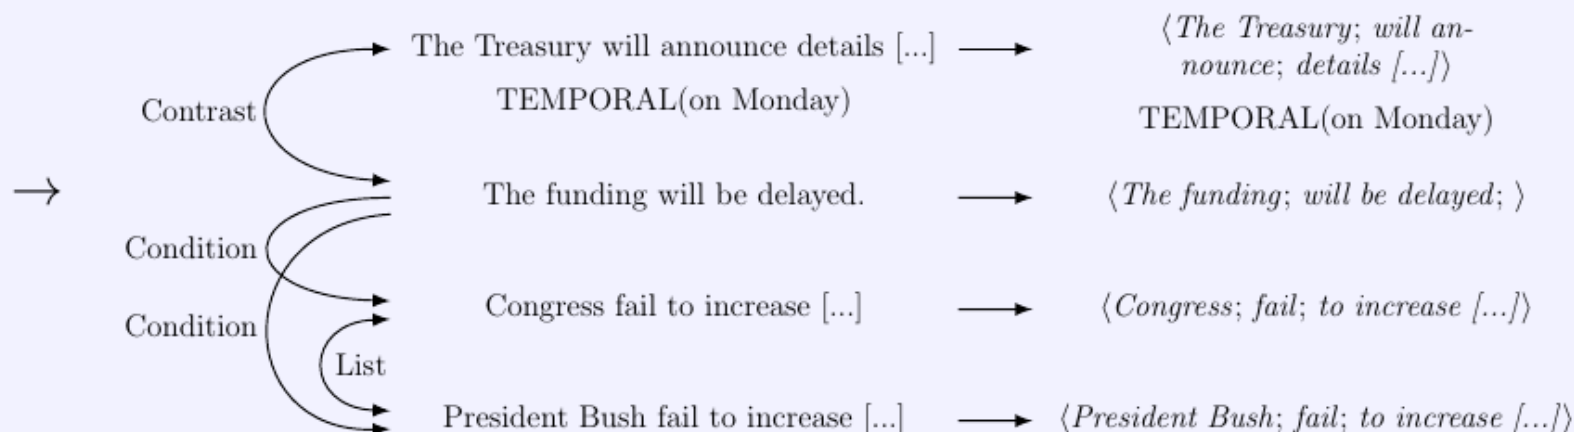 The Treasury will announce details [...]
⟨The Treasury; will an-
nounce; details [...]⟩
Contrast
TEMPORAL(on Monday)
TEMPORAL(on Monday)
→
The funding will be delayed.
⟨The funding; will be delayed; ⟩
Condition
Congress fail to increase [...]
⟨Congress; fail; to increase [...]⟩
Condition
List
President Bush fail to increase [...]
⟨President Bush; fail; to increase [...]⟩